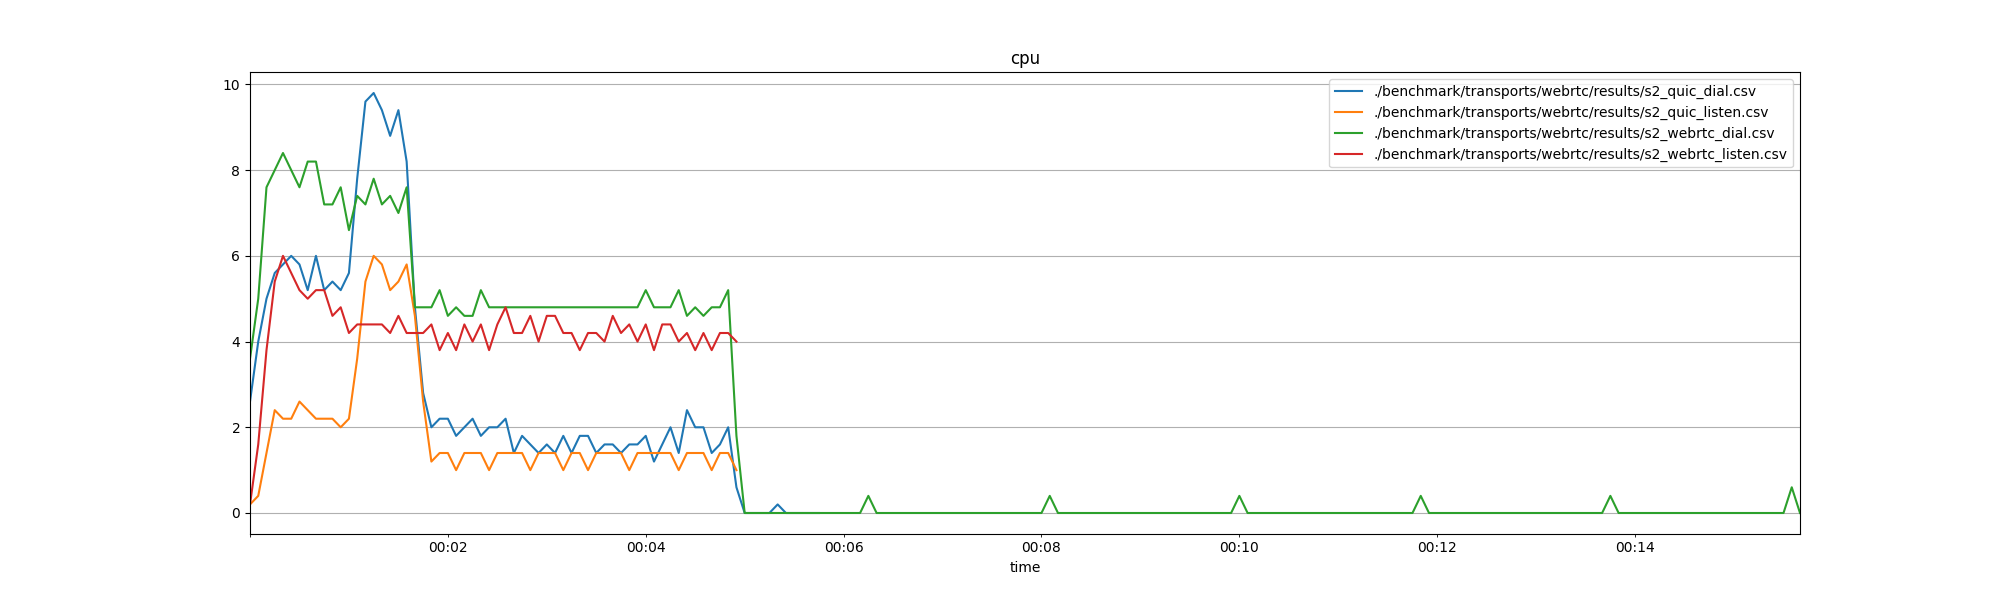 cpu
10
8
6
4
2
0
./benchmark/transports/webrtc/results/s2_quic_dial.csv
./benchmark/transports/webrtc/results/s2_quic_listen.csv
./benchmark/transports/webrtc/results/s2_webrtc_dial.csv
./benchmark/transports/webrtc/results/s2_webrtc_listen.csv
00:02 00:04 00:06 00:08 00:10 00:12 00:14
time